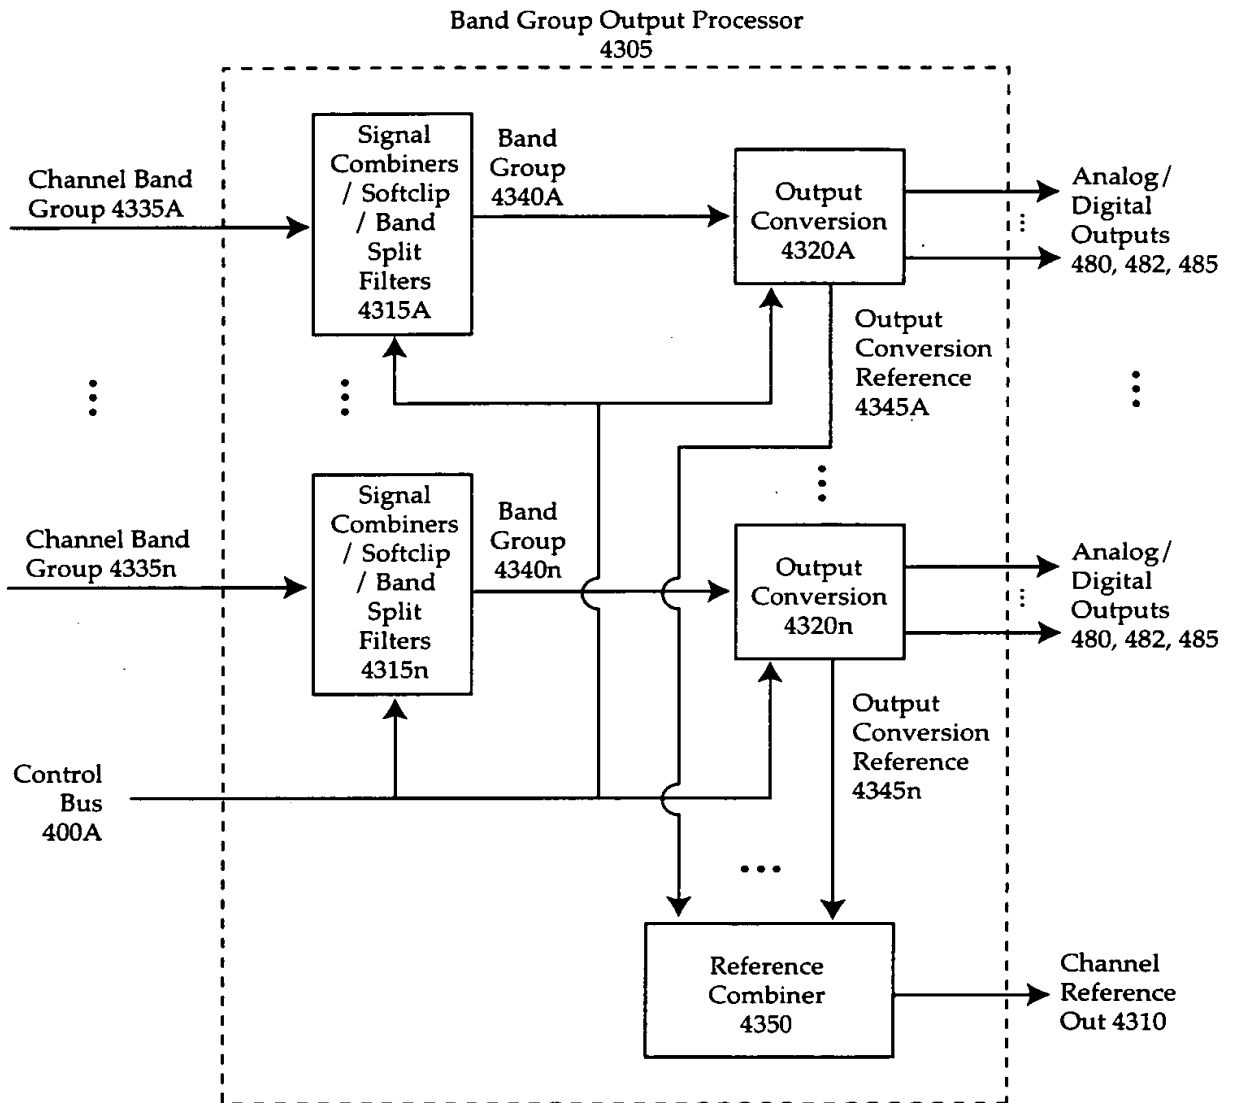 Band Group Output Processor
4305
Channel Band
Group 4335A
Signal
Combiners
/ Softclip
/ Band
Split
Filters
4315A
Band
Group
4340A
Output
Conversion
4320A
Analog/
Digital
Outputs
480, 482, 485
Output
Conversion
Reference
4345A
Channel Band
Group 4335n
Signal
Combiners
/ Softclip
/ Band
Split
Filters
4315n
Band
Group
4340n
Output
Conversion
4320n
Analog/
Digital
Outputs
480, 482, 485
Output
Conversion
Reference
4345n
Control
Bus
400A
Reference
Combiner
4350
Channel
Reference
Out 4310